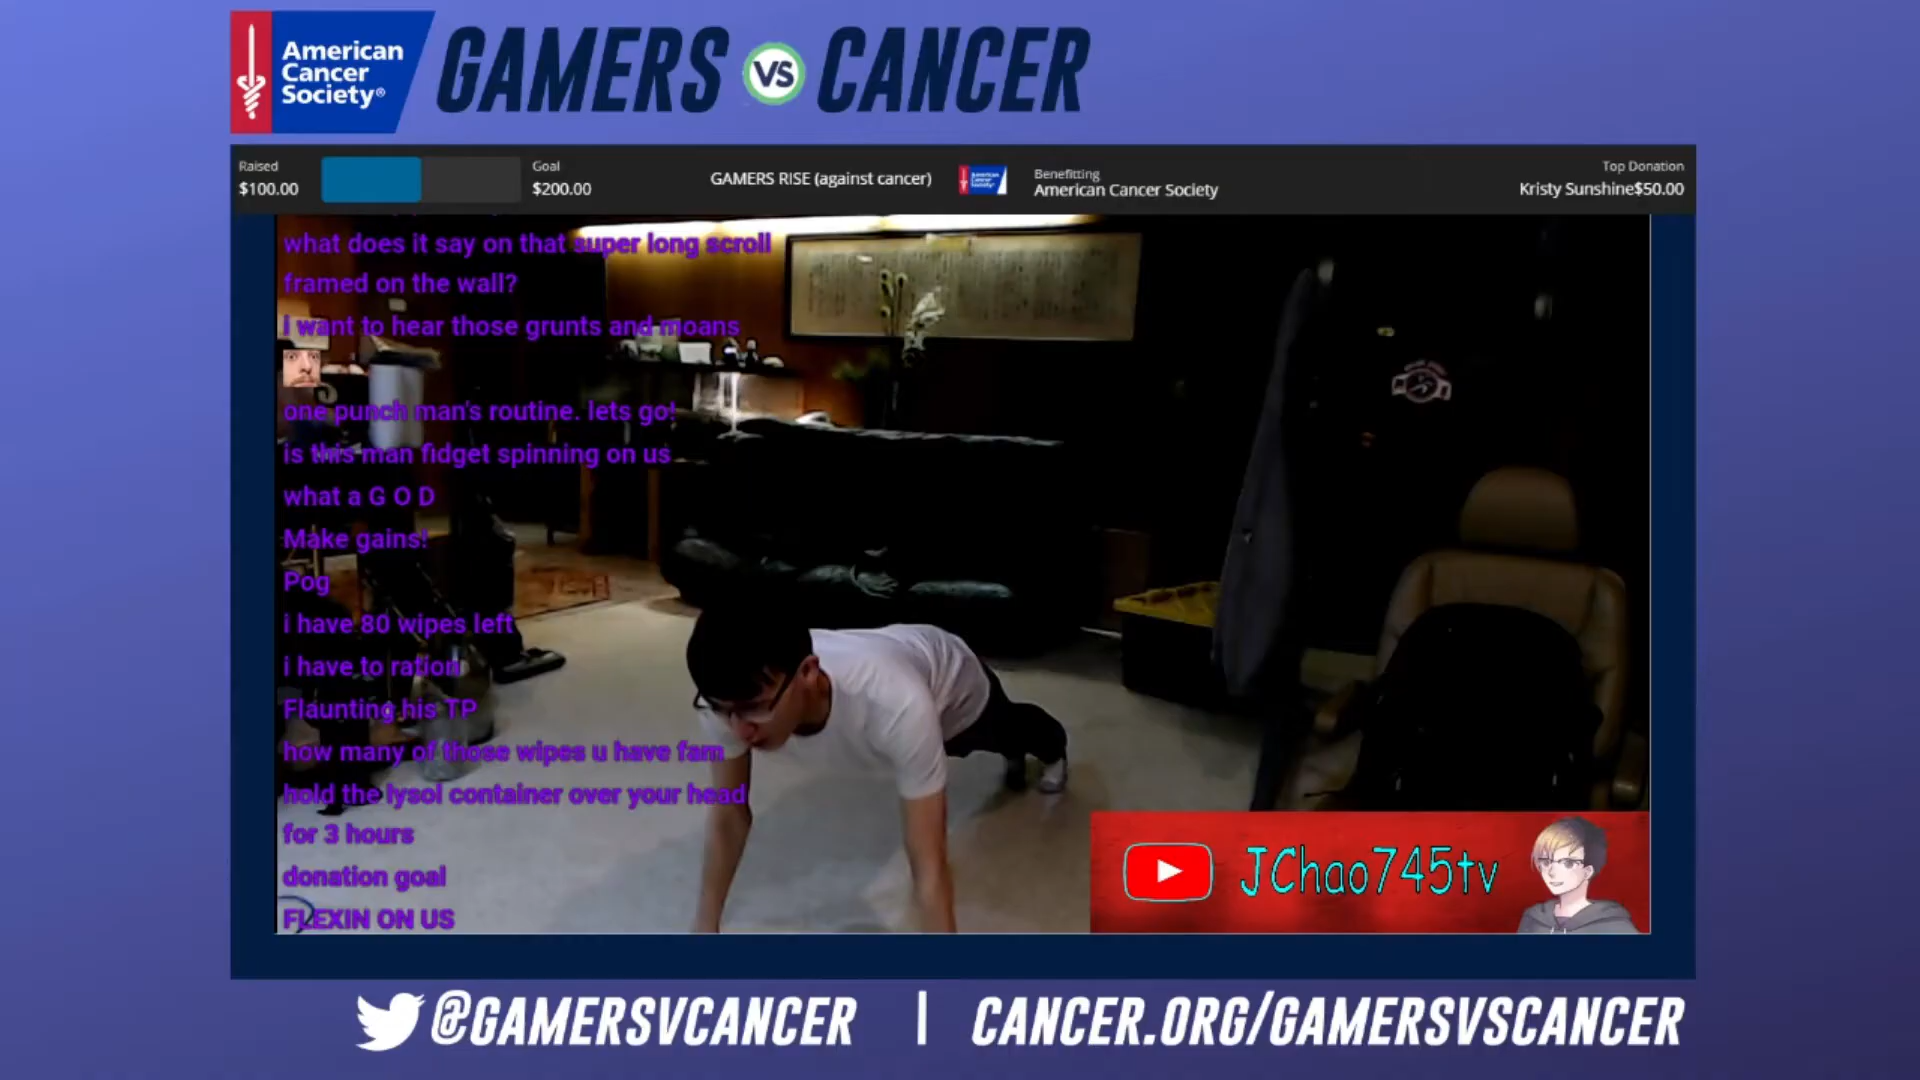 American
Cancer
Society®
GAMERS VS CANCER
Raised
$100.00
Goal
$200.00
GAMERS RISE (against cancer)
American
Cancer
Society
Benefitting
American Cancer Society
Top Donation
Kristy Sunshine$50.00
what does it say on that super long scroll
framed on the wall?
i want to hear those grunts and moans
one punch man's routine. lets go!
is this man fidget spinning on us
what a G O D
Make gains!
Pog
i have 80 wipes left
i have to ration
Flaunting his TP
how many of those wipes u have fam
hold the lysol container over your head
for 3 hours
donation goal
FLEXIN ON US
JChao745tv
@GAMERSVCANCER | CANCER.ORG/GAMERSVSCANCER